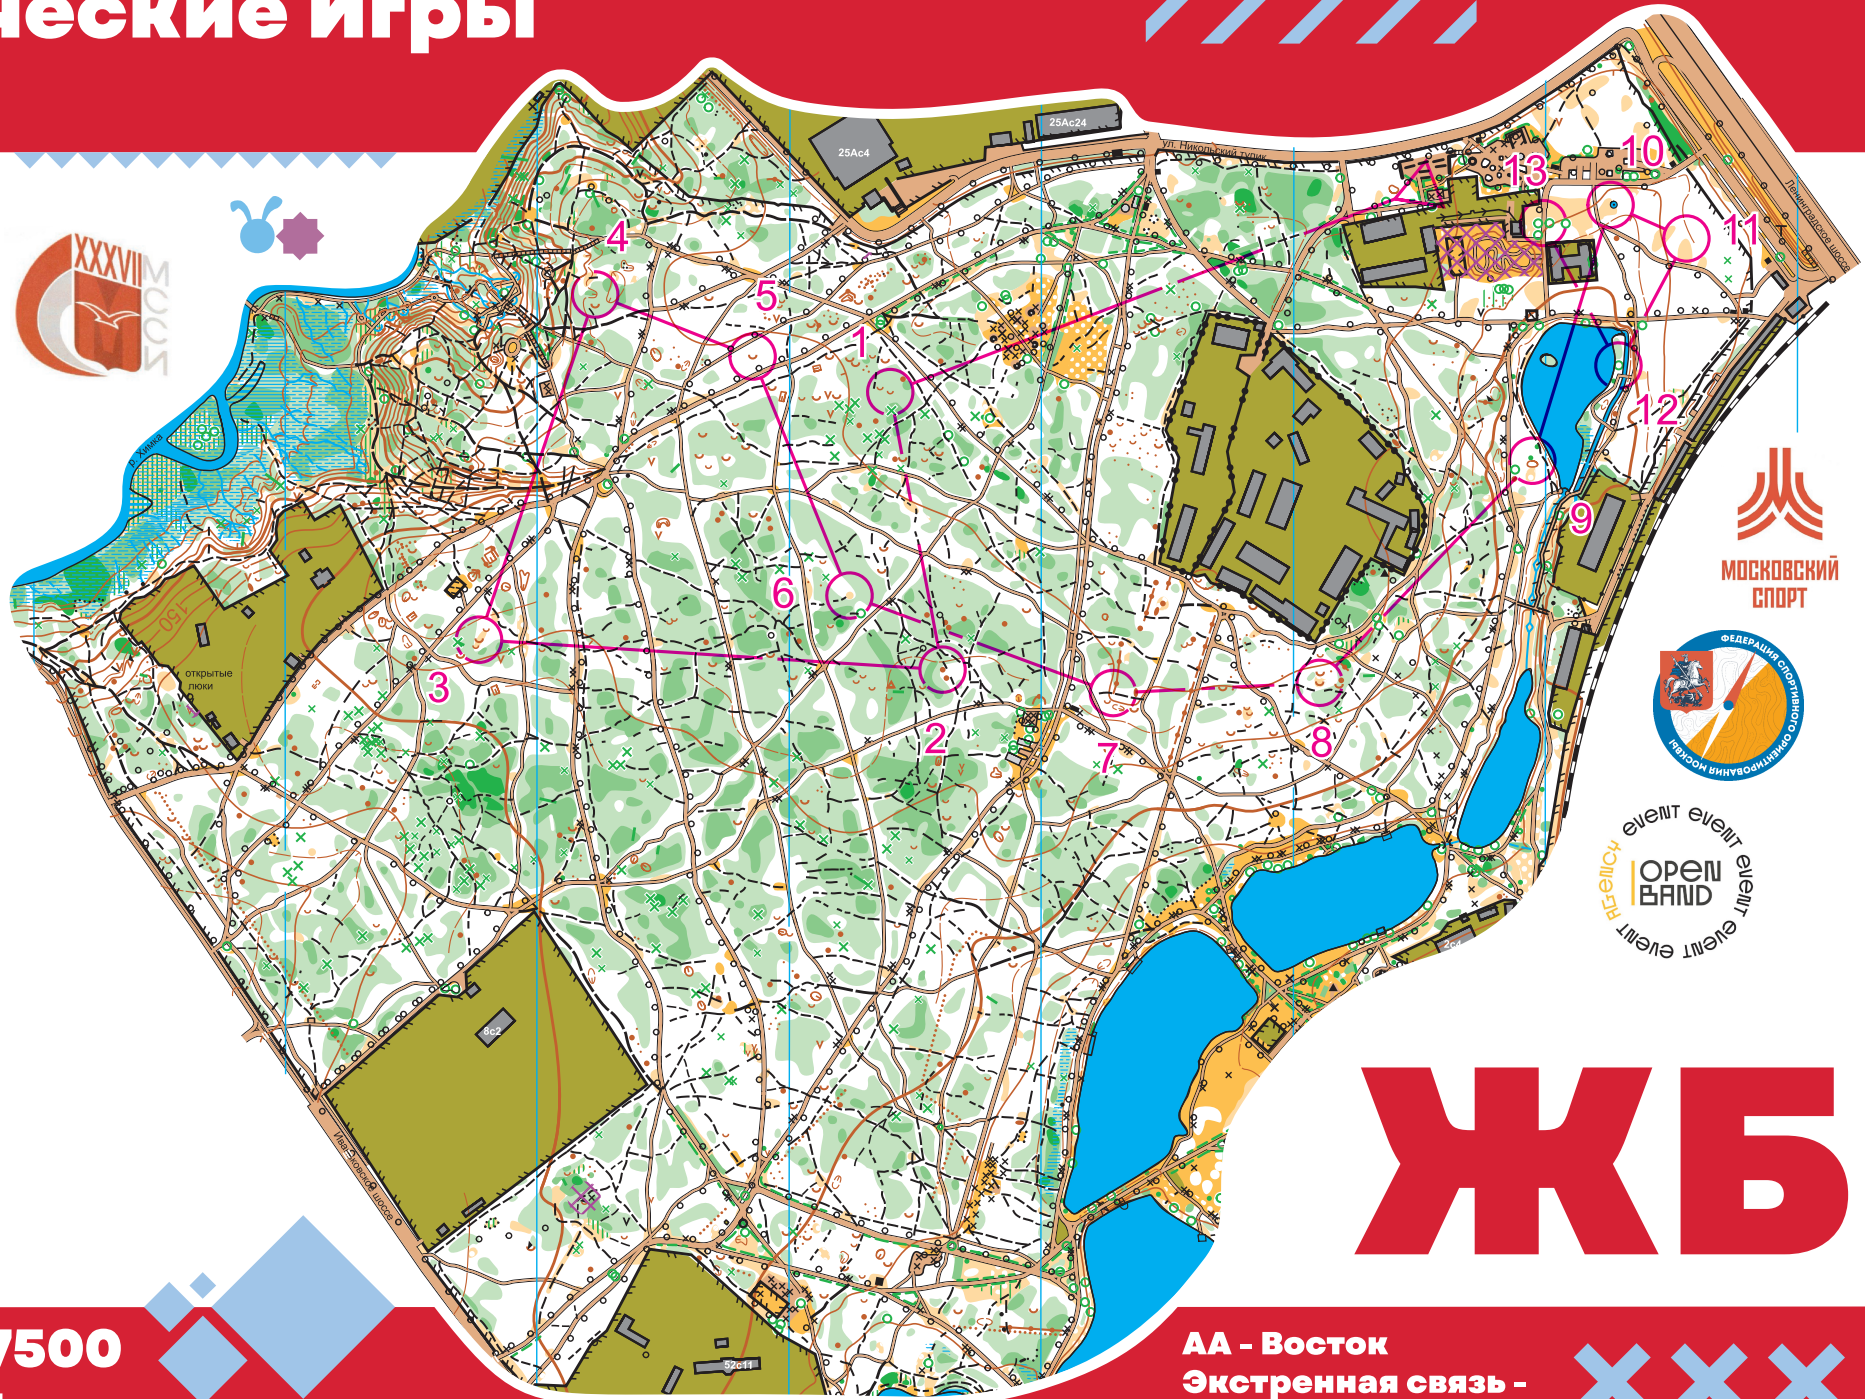 ческие игры
25Ас24
25Ас4
ул. Никольский тупик
Ленинградское шоссе
XXXVII
МССИ
10
13
11
4
5
1
12
р. Химка
9
6
МОСКОВСКИЙ
СПОРТ
150
открытые
люки
3
2
7
8
ФЕДЕРАЦИЯ СПОРТИВНОГО ОРИЕНТИРОВАНИЯ МОСКВЫ
EVENT EVENT EVENT EVENT EVENT AGENCY
OPEN
BAND
2с4
8с2
Ивановское шоссе
ЖБ
52с11
7500
АА - Восток
Экстренная связь -